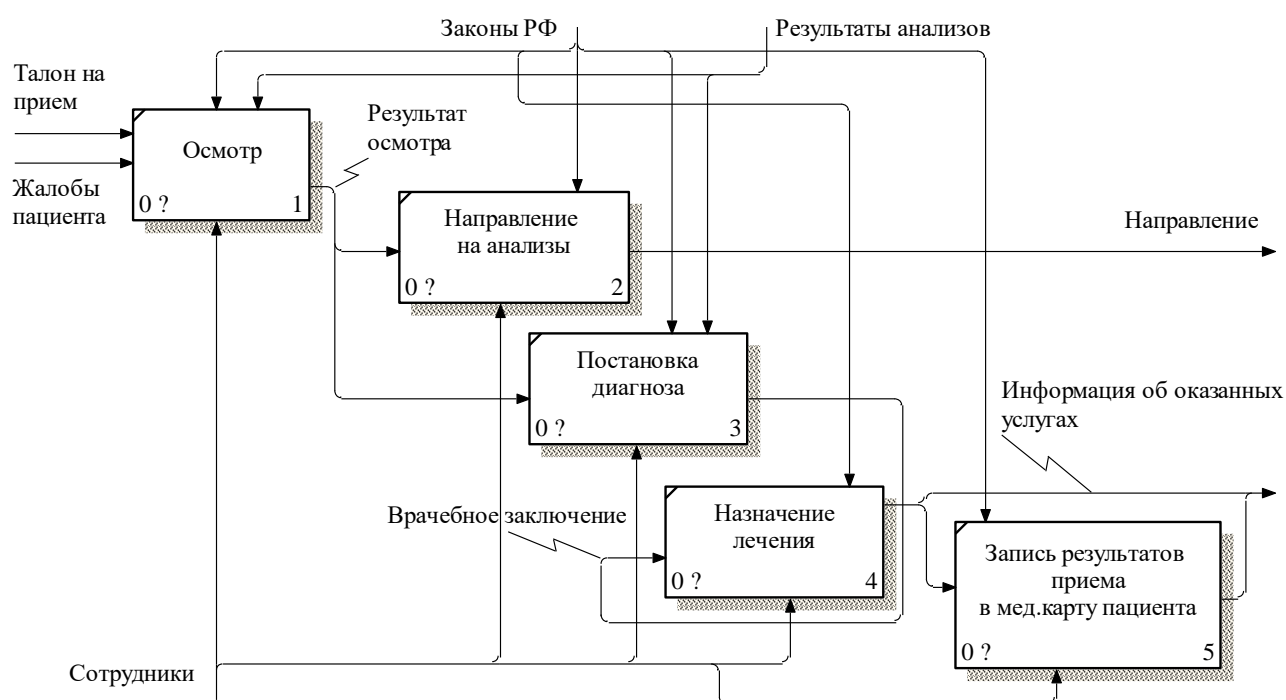 Законы РФ
Результаты анализов
Талон на
прием
Результат
осмотра
Осмотр
Жалобы
пациента
0 ?
1
Направление
на анализы
0 ?
2
Направление
Постановка
диагноза
0 ?
3
Информация об оказанных
услугах
Врачебное заключение
Назначение
лечения
0 ?
4
Запись результатов
приема
в мед.карту пациента
0 ?
5
Сотрудники